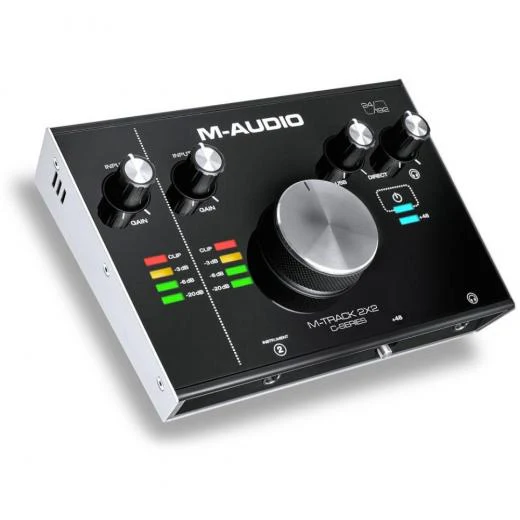 M-AUDIO
24/192
INPUT
GAIN
INPUT
GAIN
USB
DIRECT
+48
CLIP
-3 dB
-6 dB
-20 dB
CLIP
-3 dB
-6 dB
-20 dB
M-TRACK 2X2
C-SERIES
+48
INSTRUMENT
2